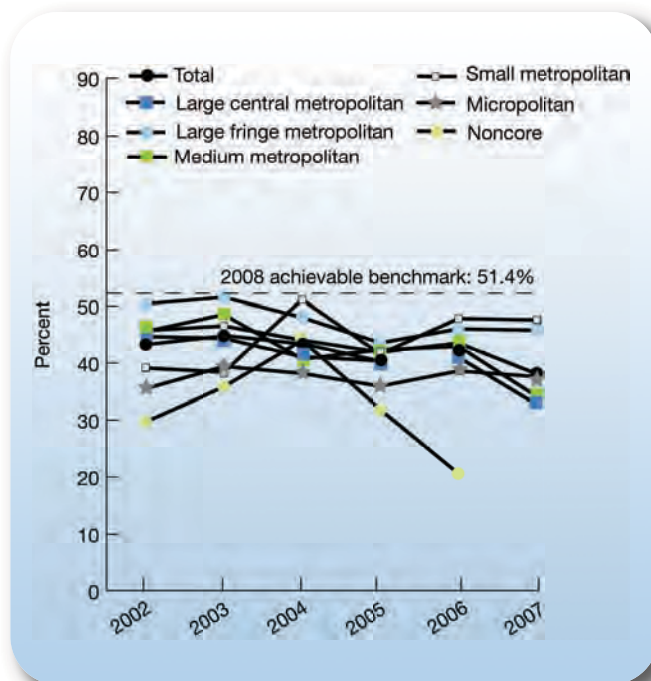 90
Total
Small metropolitan
Large central metropolitan
Micropolitan
80
Large fringe metropolitan
Noncore
Medium metropolitan
70
60
2008 achievable benchmark: 51.4%
50
Percent
40
30
20
10
0
2002
2003
2004
2005
2006
2007